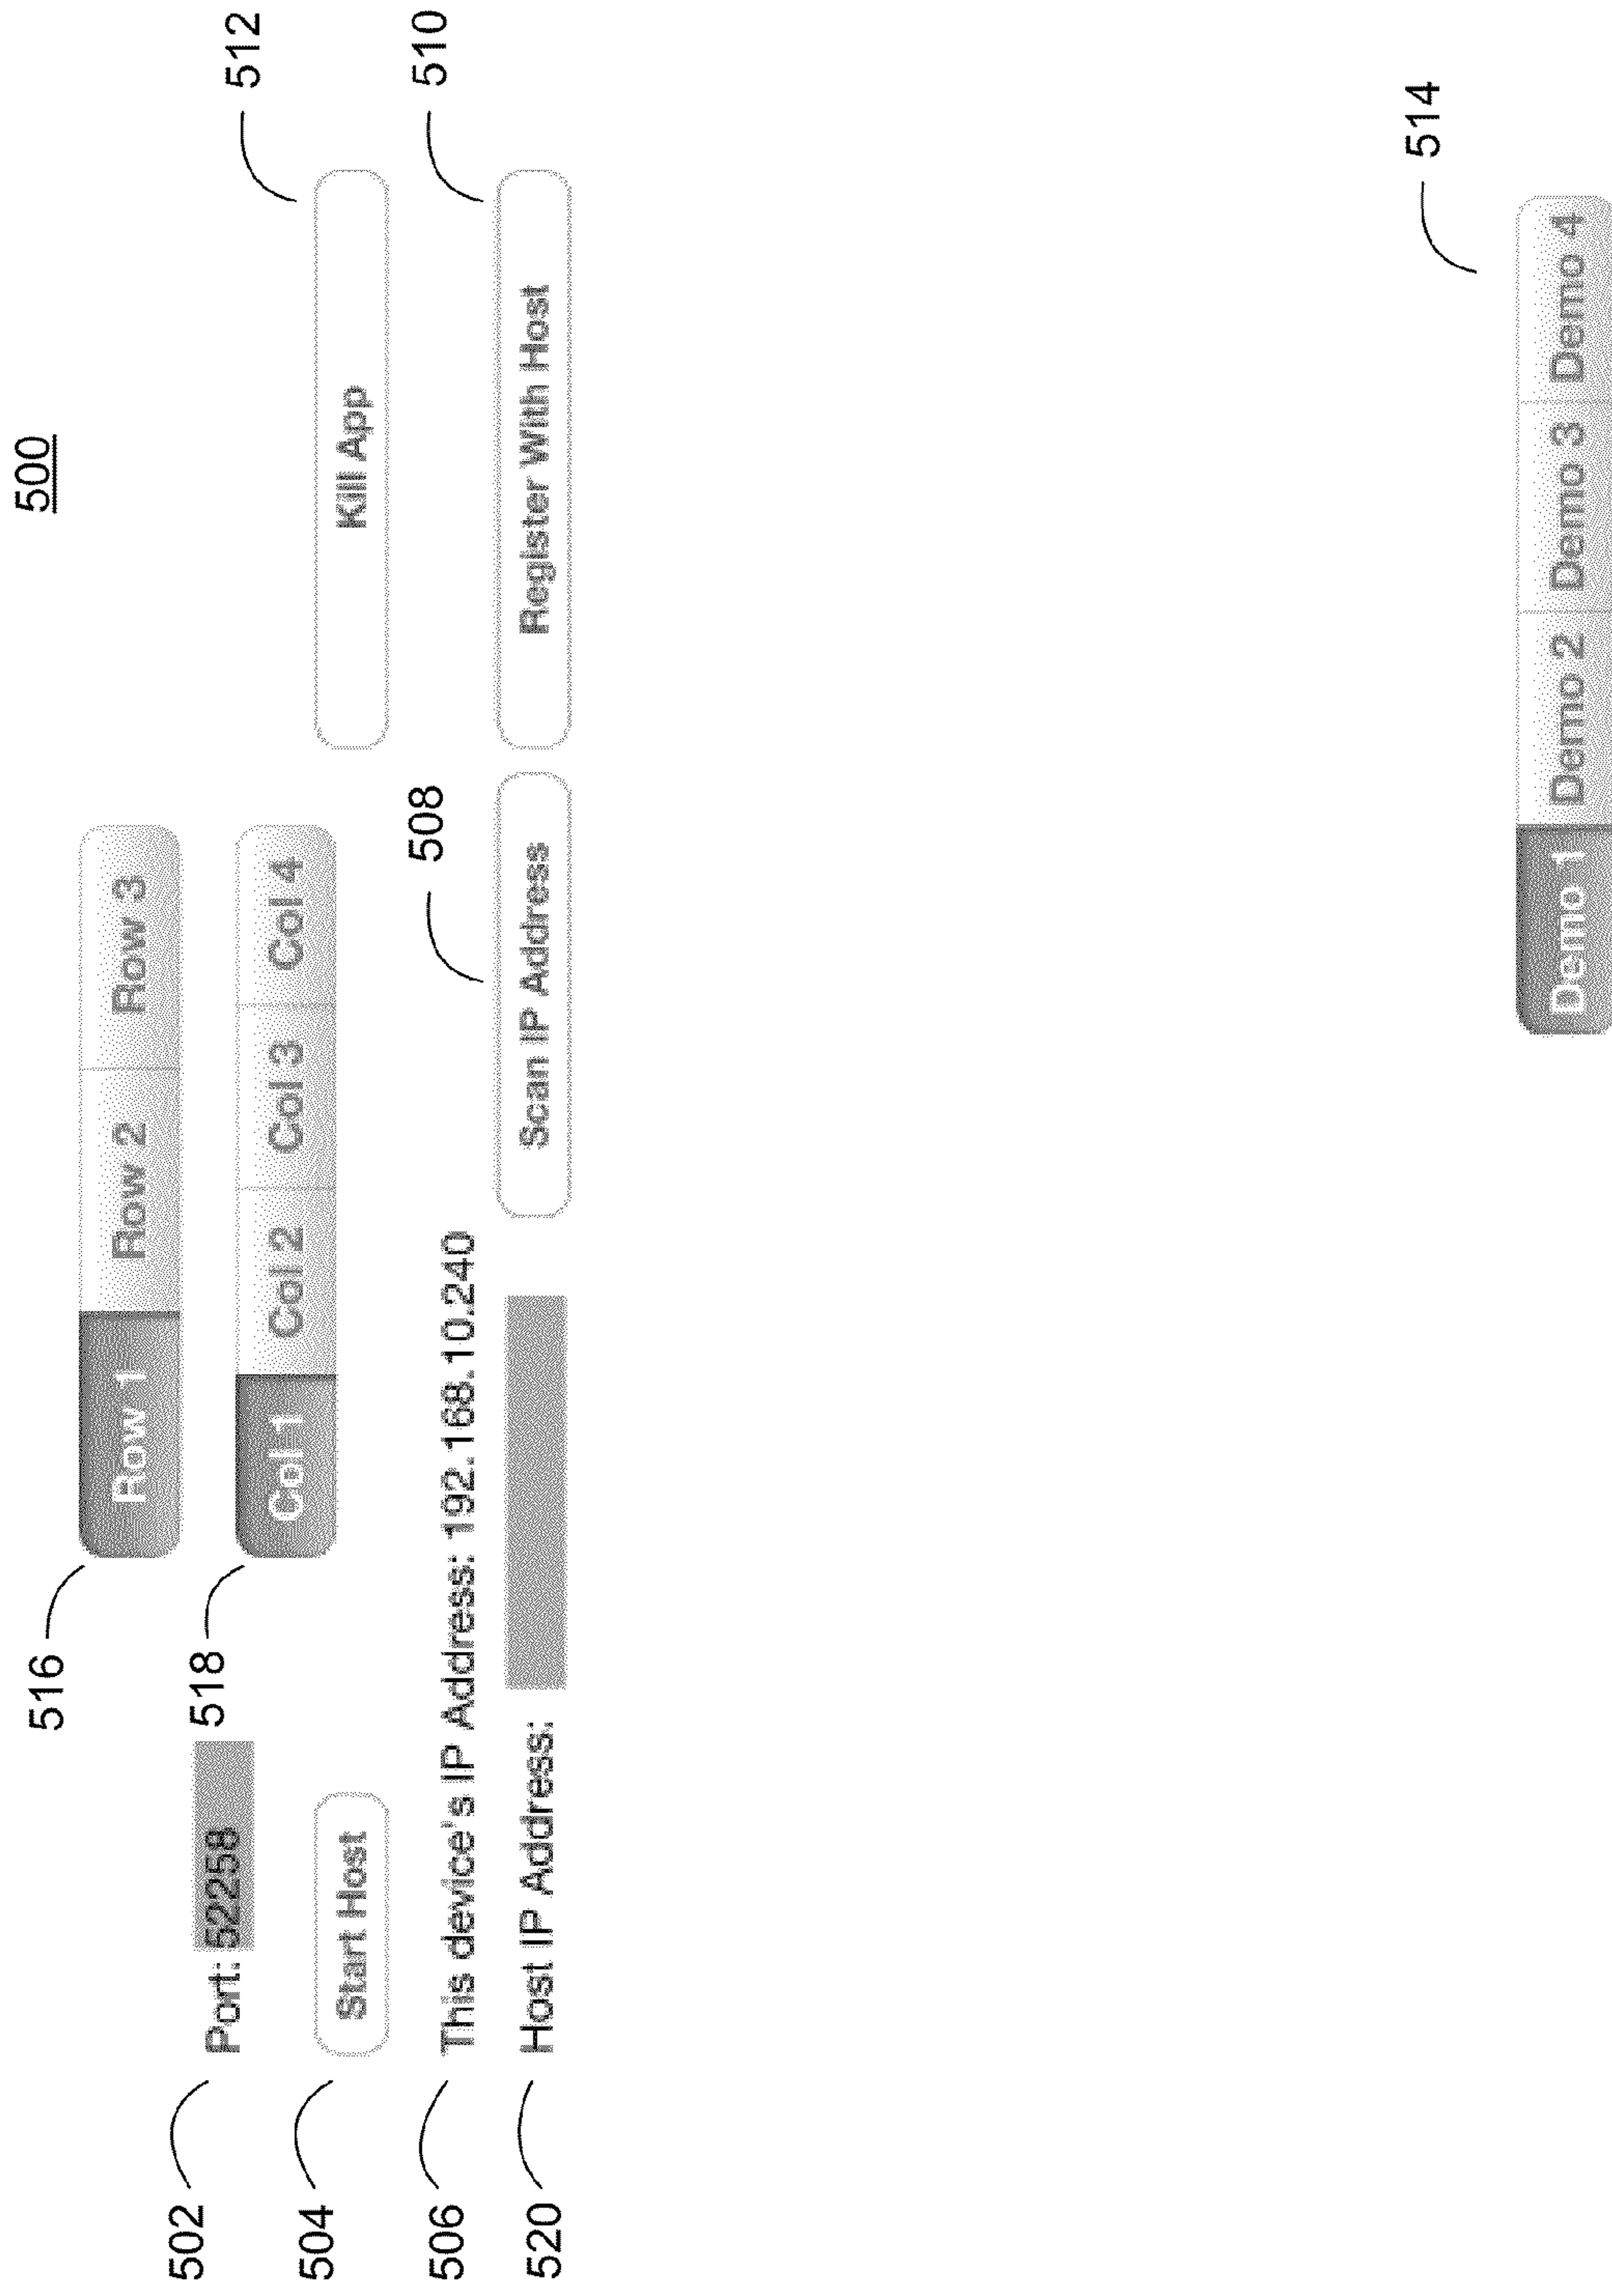 500
516 Row 1 Row 2 Row 3
502 Port: 52258 518 Col 1 Col 2 Col 3 Col 4
512
504 Start Host Kill App
506 This device's IP Address: 192.168.10.240 508 510
520 Host IP Address: Scan IP Address Register With Host
514
Demo 1 Demo 2 Demo 3 Demo 4